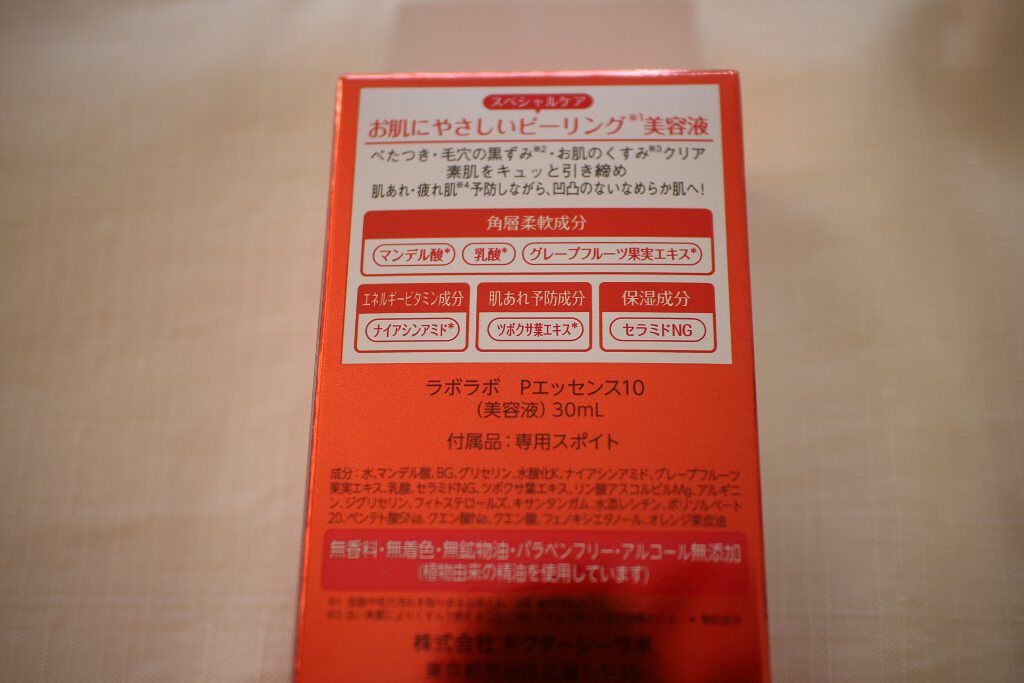 スペシャルケア
お肌にやさしいピーリング※1美容液
べたつき・毛穴の黒ずみ※2・お肌のくすみ※3クリア
素肌をキュッと引き締め
肌あれ・疲れ肌※4予防しながら、凹凸のないなめらか肌へ!
角層柔軟成分
マンデル酸* 乳酸* グレープフルーツ果実エキス*
エネルギービタミン成分 肌あれ予防成分 保湿成分
ナイアシンアミド* ツボクサ葉エキス* セラミドNG
ラボラボ Pエッセンス10
(美容液) 30mL
付属品:専用スポイト
成分:水、マンデル酸、BG、グリセリン、水酸化K、ナイアシンアミド、グレープフルーツ
果実エキス、乳酸、セラミドNG、ツボクサ葉エキス、リン酸アスコルビルMg、アルギニ
ン、ジグリセリン、フィトステロールズ、キサンタンガム、水添レシチン、ポリソルベート
20、ペンテト酸5Na、クエン酸Na、クエン酸、フェノキシエタノール、オレンジ果皮油
無香料・無着色・無鉱物油・パラベンフリー・アルコール無添加
(植物由来の精油を使用しています)
株式会社 ドクターシーラボ